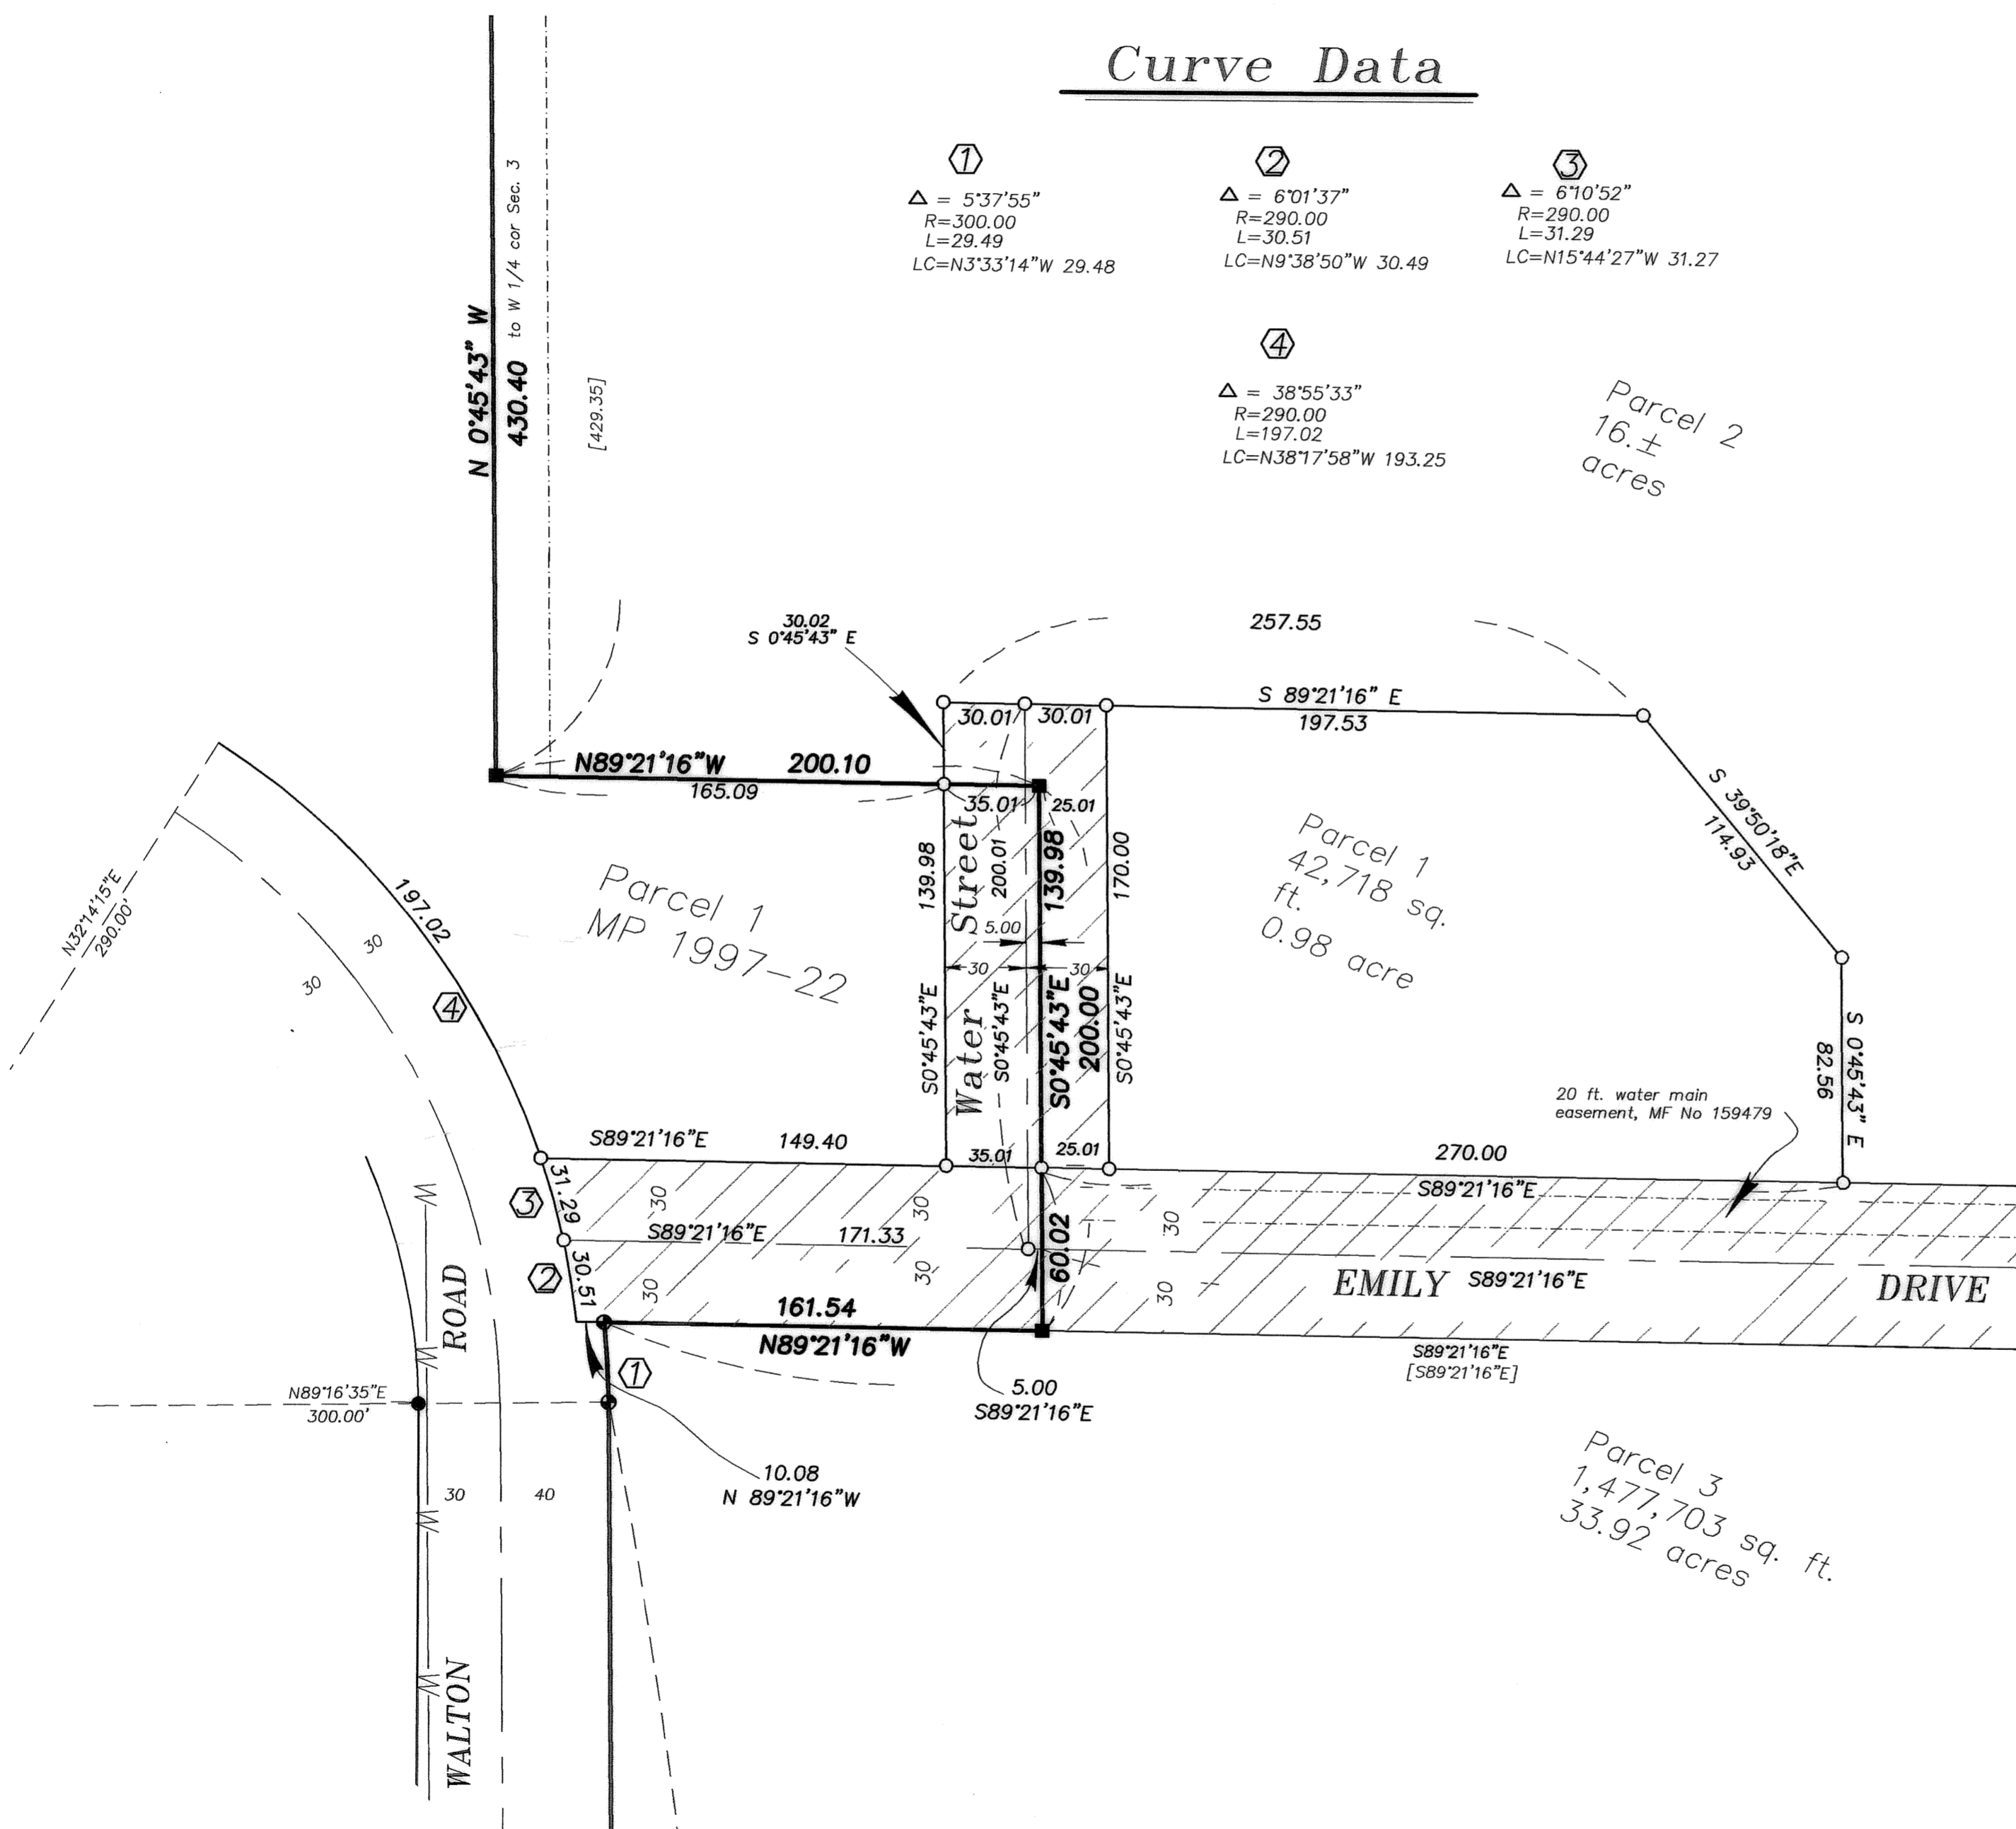 Curve Data
1
Δ = 5°37'55"
R=300.00
L=29.49
LC=N3°33'14"W 29.48
2
Δ = 6°01'37"
R=290.00
L=30.51
LC=N9°38'50"W 30.49
3
Δ = 6°10'52"
R=290.00
L=31.29
LC=N15°44'27"W 31.27
4
Δ = 38°55'33"
R=290.00
L=197.02
LC=N38°17'58"W 193.25
N 0°45'43" W
430.40 to W 1/4 cor Sec. 3
[429.35]
Parcel 2
16.±
acres
30.02
S 0°45'43" E
257.55
S 89°21'16" E
197.53
30.01
30.01
N89°21'16"W 200.10
165.09
35.01
25.01
S 39°50'18"E
114.93
Parcel 1
42,718 sq.
ft.
0.98 acre
Parcel 1
MP 1997-22
139.98
S0°45'43"E
Water Street
200.01
S0°45'43"E
5.00
30
30
139.98
S0°45'43"E
200.00
170.00
S0°45'43"E
S 0°45'43" E
82.56
N32°14'15"E
290.00'
197.02
30
30
4
20 ft. water main
easement, MF No 159479
S89°21'16"E 149.40
35.01
25.01
270.00
S89°21'16"E
31.29
3
30
30
30
S89°21'16"E 171.33
30.51
2
30
30
30
60.02
EMILY S89°21'16"E DRIVE
161.54
N89°21'16"W
S89°21'16"E
[S89°21'16"E]
1
5.00
S89°21'16"E
N89°16'35"E
300.00'
10.08
N 89°21'16"W
30
40
W
W
W
W
WALTON ROAD
Parcel 3
1,477,703 sq. ft.
33.92 acres